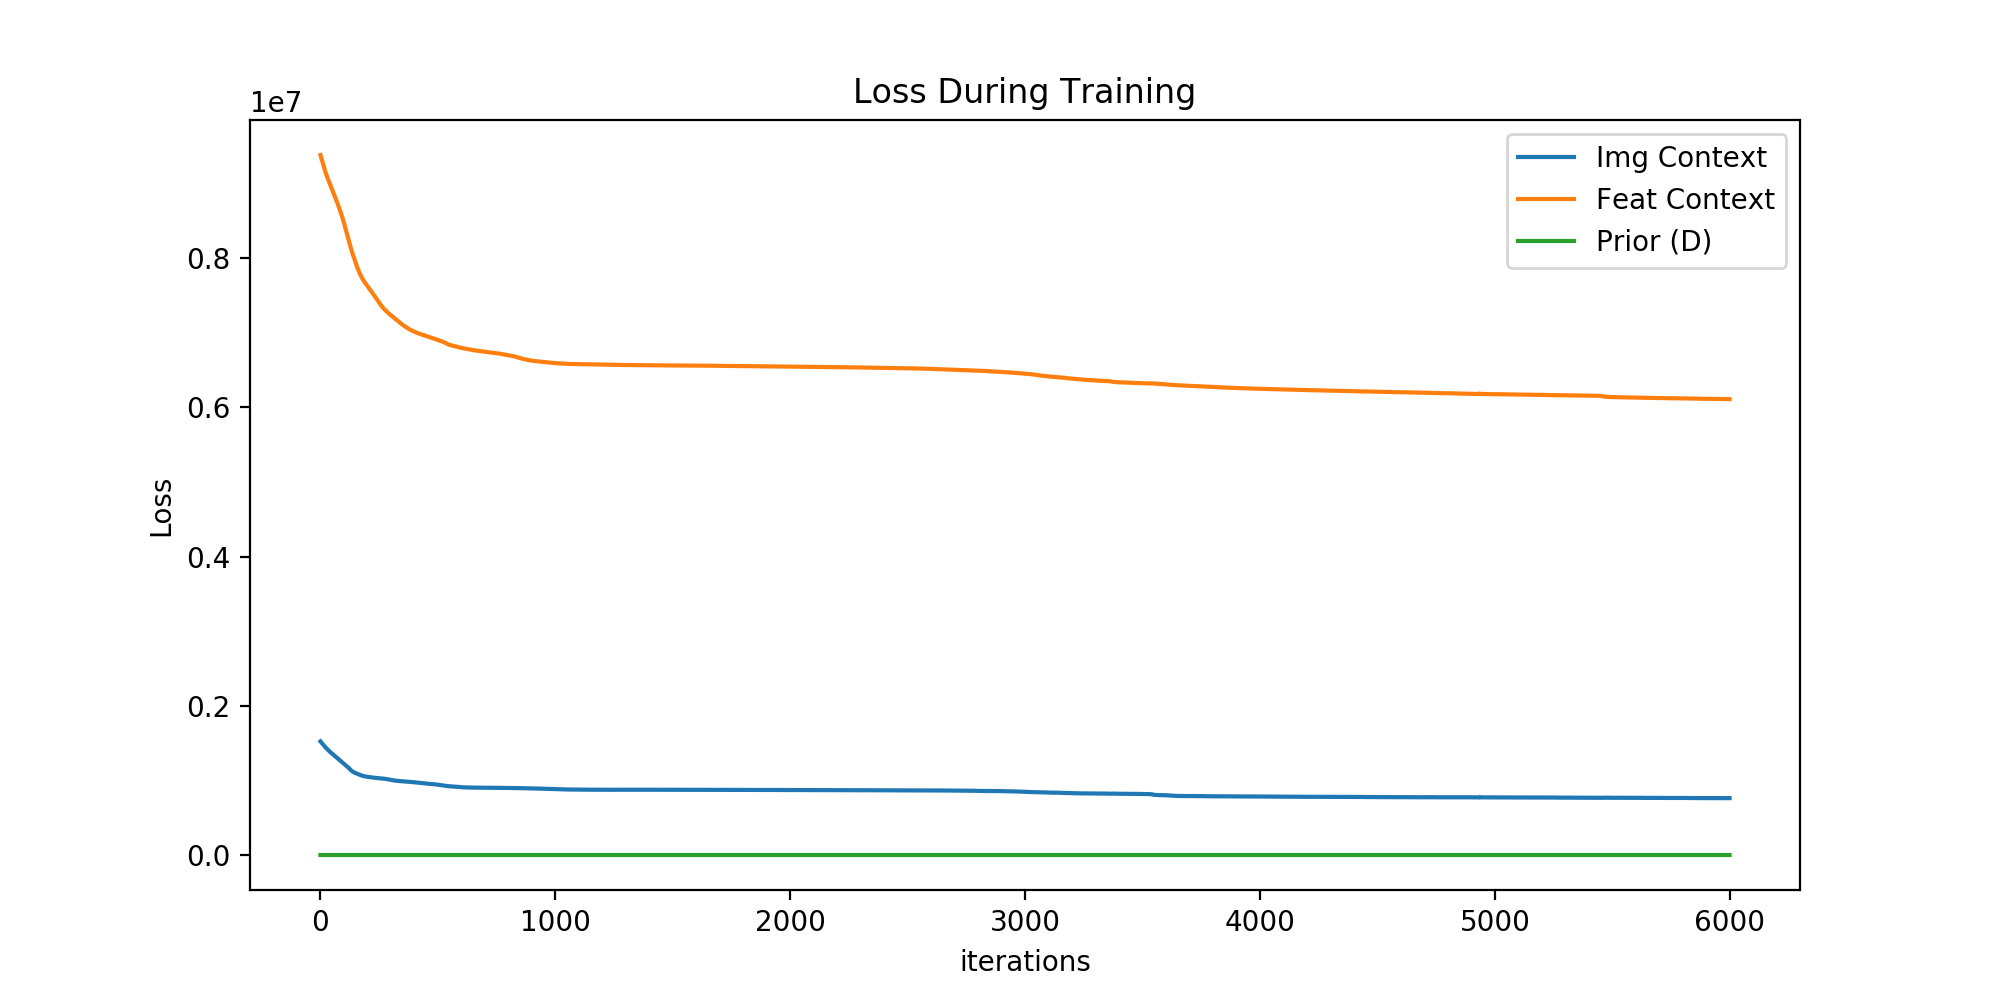 Loss During Training
1e7
Img Context
Feat Context
Prior (D)
0.8
0.6
0.4
0.2
0.0
Loss
0 1000 2000 3000 4000 5000 6000
iterations